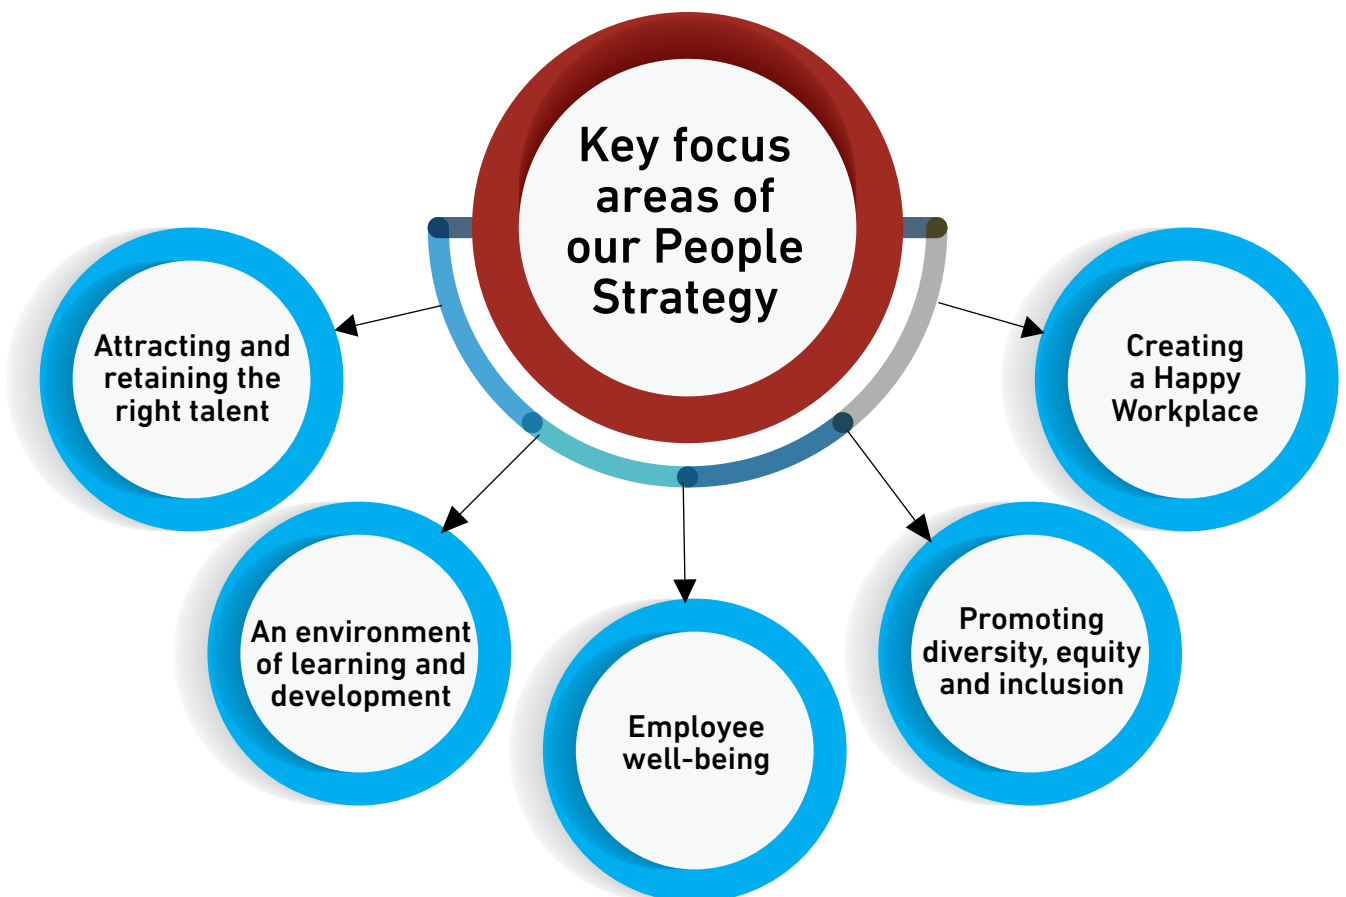 Key focus
areas of
our People
Strategy
Attracting and
retaining the
right talent
An environment
of learning and
development
Employee
well-being
Promoting
diversity, equity
and inclusion
Creating
a Happy
Workplace